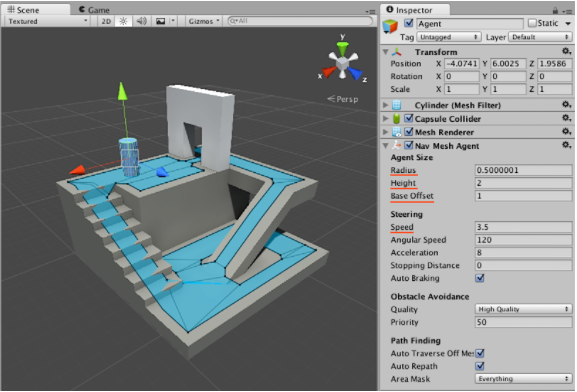 Scene
Game
Textured
2D
Gizmos
Q▾All
y
x
z
Persp
Inspector
Agent
Static
Tag Untagged Layer Default
Transform
Position X -4.0741 Y 6.0025 Z 1.9586
Rotation X 0 Y 0 Z 0
Scale X 1 Y 1 Z 1
Cylinder (Mesh Filter)
Capsule Collider
Mesh Renderer
Nav Mesh Agent
Agent Size
Radius 0.5000001
Height 2
Base Offset 1
Steering
Speed 3.5
Angular Speed 120
Acceleration 8
Stopping Distance 0
Auto Braking
Obstacle Avoidance
Quality High Quality
Priority 50
Path Finding
Auto Traverse Off Mes
Auto Repath
Area Mask Everything